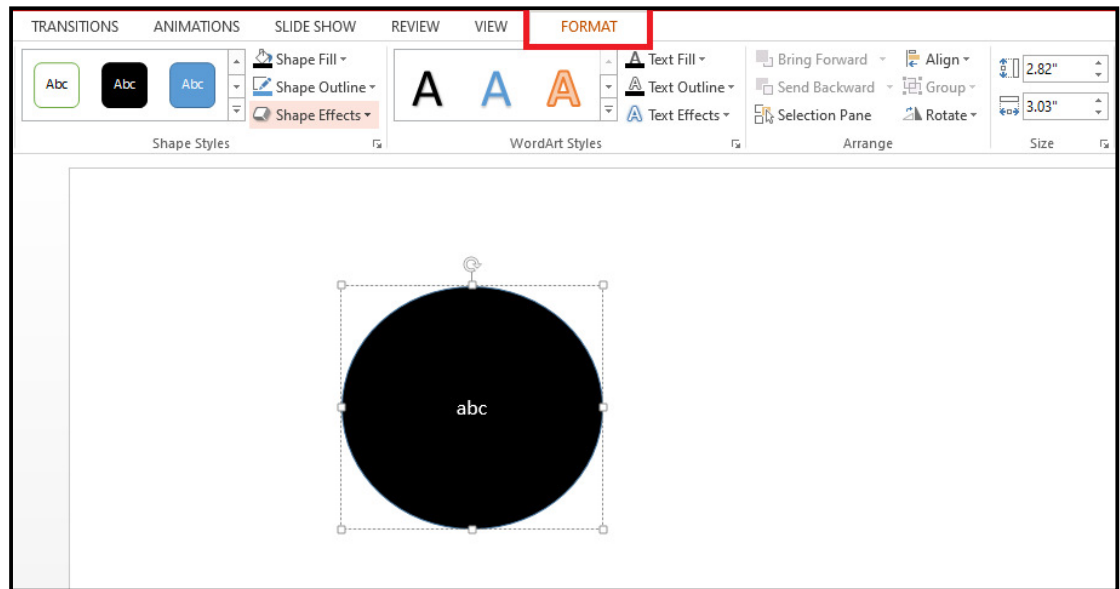 TRANSITIONS ANIMATIONS SLIDE SHOW REVIEW VIEW FORMAT
Abc Abc Abc
Shape Fill
Shape Outline
Shape Effects
Shape Styles
A A A
A Text Fill
A Text Outline
A Text Effects
WordArt Styles
Bring Forward
Send Backward
Selection Pane
Align
Group
Rotate
Arrange
2.82"
3.03"
Size
abc